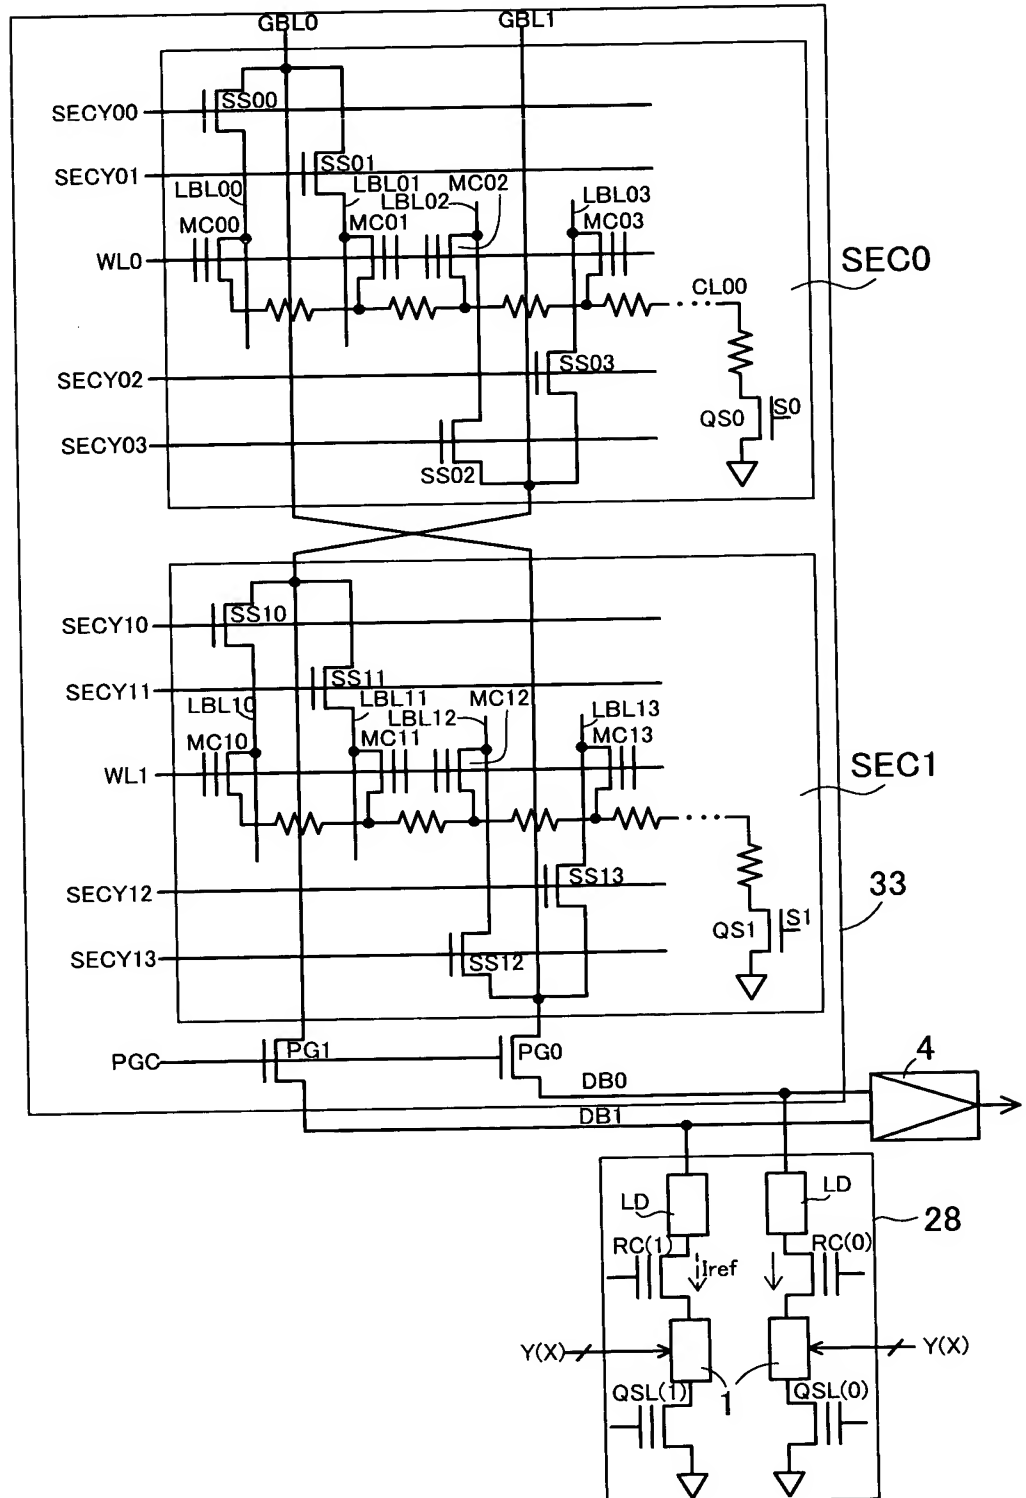 GBL0
GBL1
SECY00
SS00
SECY01
SS01
LBL00
LBL01
LBL02
MC02
LBL03
MC00
MC01
MC03
WL0
SEC0
CL00
SECY02
SS03
QS0
S0
SECY03
SS02
SECY10
SS10
SECY11
SS11
LBL10
LBL11
LBL12
MC12
LBL13
MC10
MC11
MC13
WL1
SEC1
SECY12
SS13
33
QS1
S1
SECY13
SS12
PGC
PG1
PG0
4
DB0
DB1
LD
LD
28
RC(1)
Iref
RC(0)
Y(X)
Y(X)
QSL(1)
1
QSL(0)